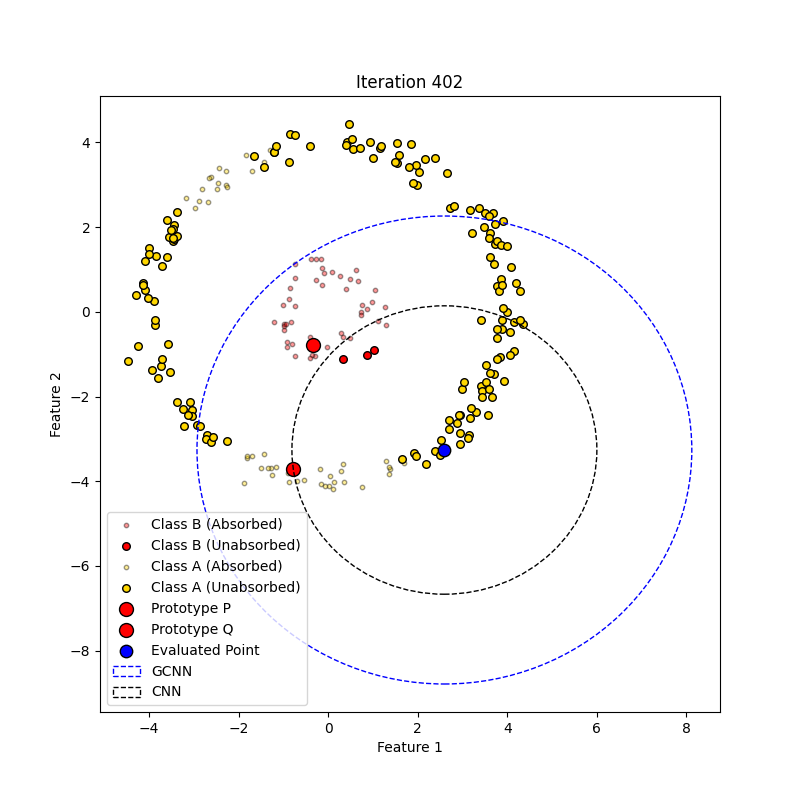 Iteration 402
Feature 2
4
2
0
−2
−4
−6
−8
Class B (Absorbed)
Class B (Unabsorbed)
Class A (Absorbed)
Class A (Unabsorbed)
Prototype P
Prototype Q
Evaluated Point
GCNN
CNN
−4 −2 0 2 4 6 8
Feature 1